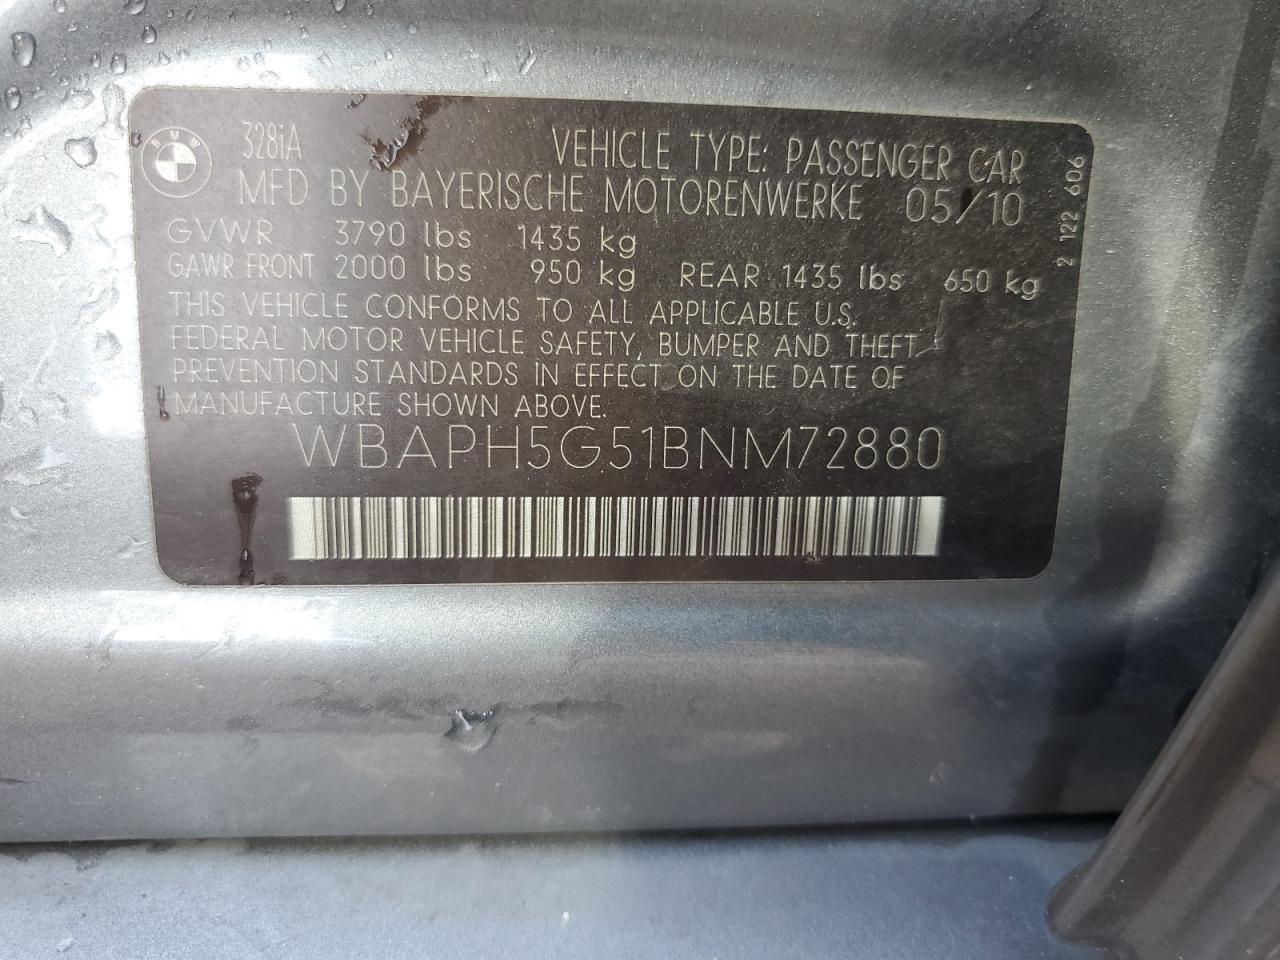 BMW
328iA
VEHICLE TYPE: PASSENGER CAR
MFD BY BAYERISCHE MOTORENWERKE 05/10
GVWR 3790 lbs 1435 kg
GAWR FRONT 2000 lbs 950 kg REAR 1435 lbs 650 kg
THIS VEHICLE CONFORMS TO ALL APPLICABLE U.S.
FEDERAL MOTOR VEHICLE SAFETY, BUMPER AND THEFT
PREVENTION STANDARDS IN EFFECT ON THE DATE OF
MANUFACTURE SHOWN ABOVE.
WBAPH5G51BNM72880
2 122 606